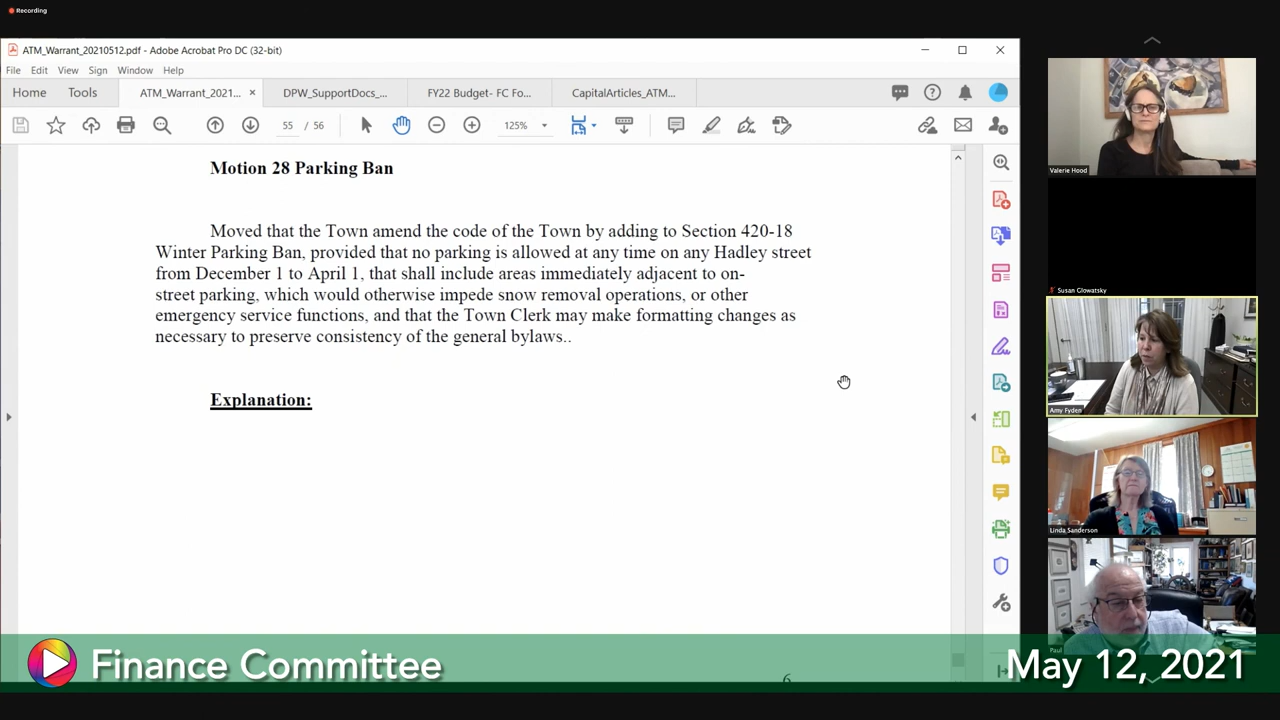 Recording
ATM_Warrant_20210512.pdf - Adobe Acrobat Pro DC (32-bit)
File Edit View Sign Window Help
Home Tools ATM_Warrant_2021... × DPW_SupportDocs_... FY22 Budget- FC Fo... CapitalArticles_ATM...
55 / 56 125%
Motion 28 Parking Ban
Moved that the Town amend the code of the Town by adding to Section 420-18
Winter Parking Ban, provided that no parking is allowed at any time on any Hadley street
from December 1 to April 1, that shall include areas immediately adjacent to on-
street parking, which would otherwise impede snow removal operations, or other
emergency service functions, and that the Town Clerk may make formatting changes as
necessary to preserve consistency of the general bylaws..
Explanation:
6
Valerie Hood
Susan Glowatsky
Amy Fyden
Linda Sanderson
Paul
Finance Committee
May 12, 2021